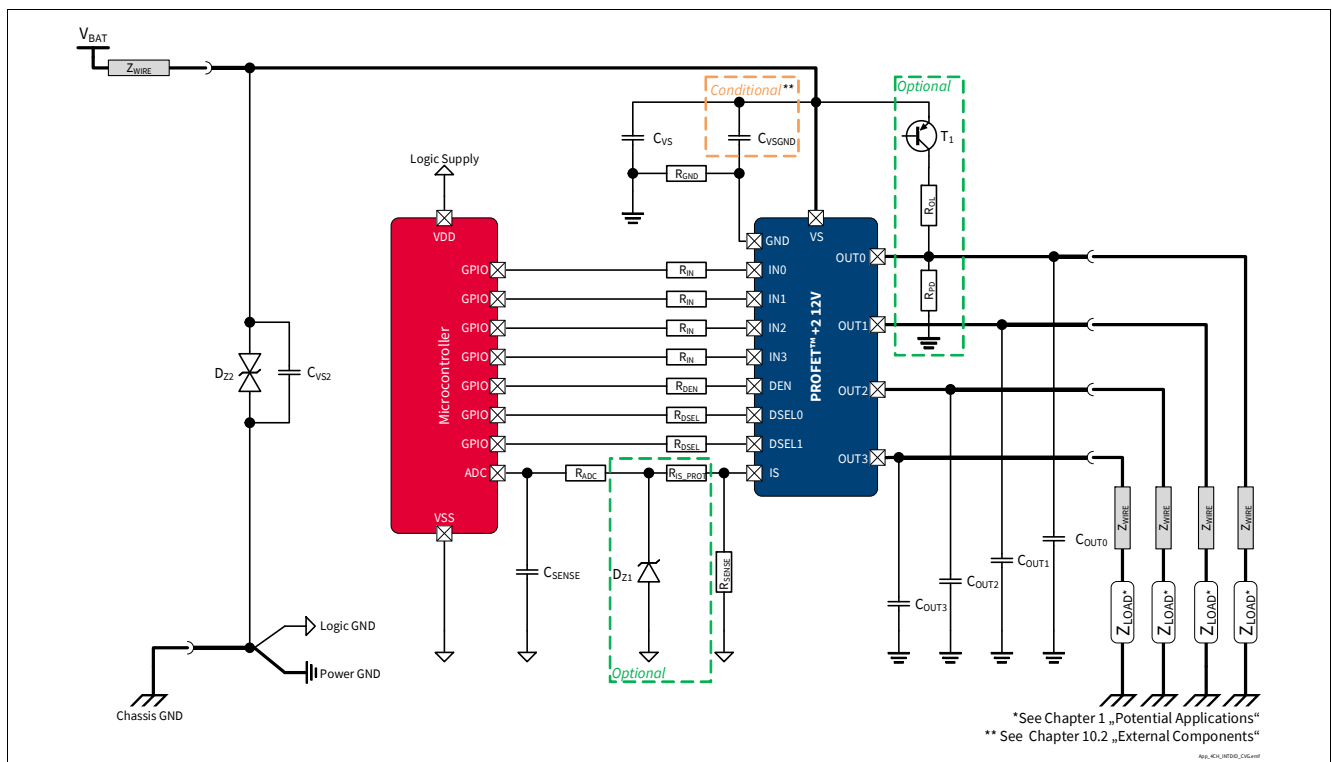 VBAT
ZWIRE
Conditional**
Optional
CVS
CVSGND
T1
Logic Supply
RGND
ROL
VDD
GND
VS
OUT0
GPIO
RIN
IN0
GPIO
RIN
IN1
RPD
GPIO
RIN
IN2
OUT1
GPIO
RIN
IN3
DZ2
CVS2
Microcontroller
PROFET™ +2 12V
GPIO
RDEN
DEN
OUT2
GPIO
RDSEL
DSEL0
GPIO
RDSEL
DSEL1
OUT3
ADC
RADC
RIS_PROT
IS
VSS
ZWIRE
ZWIRE
ZWIRE
ZWIRE
COUT0
COUT1
CSENSE
DZ1
RSENSE
COUT2
COUT3
ZLOAD*
ZLOAD*
ZLOAD*
ZLOAD*
Logic GND
Power GND
Optional
Chassis GND
*See Chapter 1 „Potential Applications“
** See Chapter 10.2 „External Components“
App_4CH_INTDIO_CVG.emf